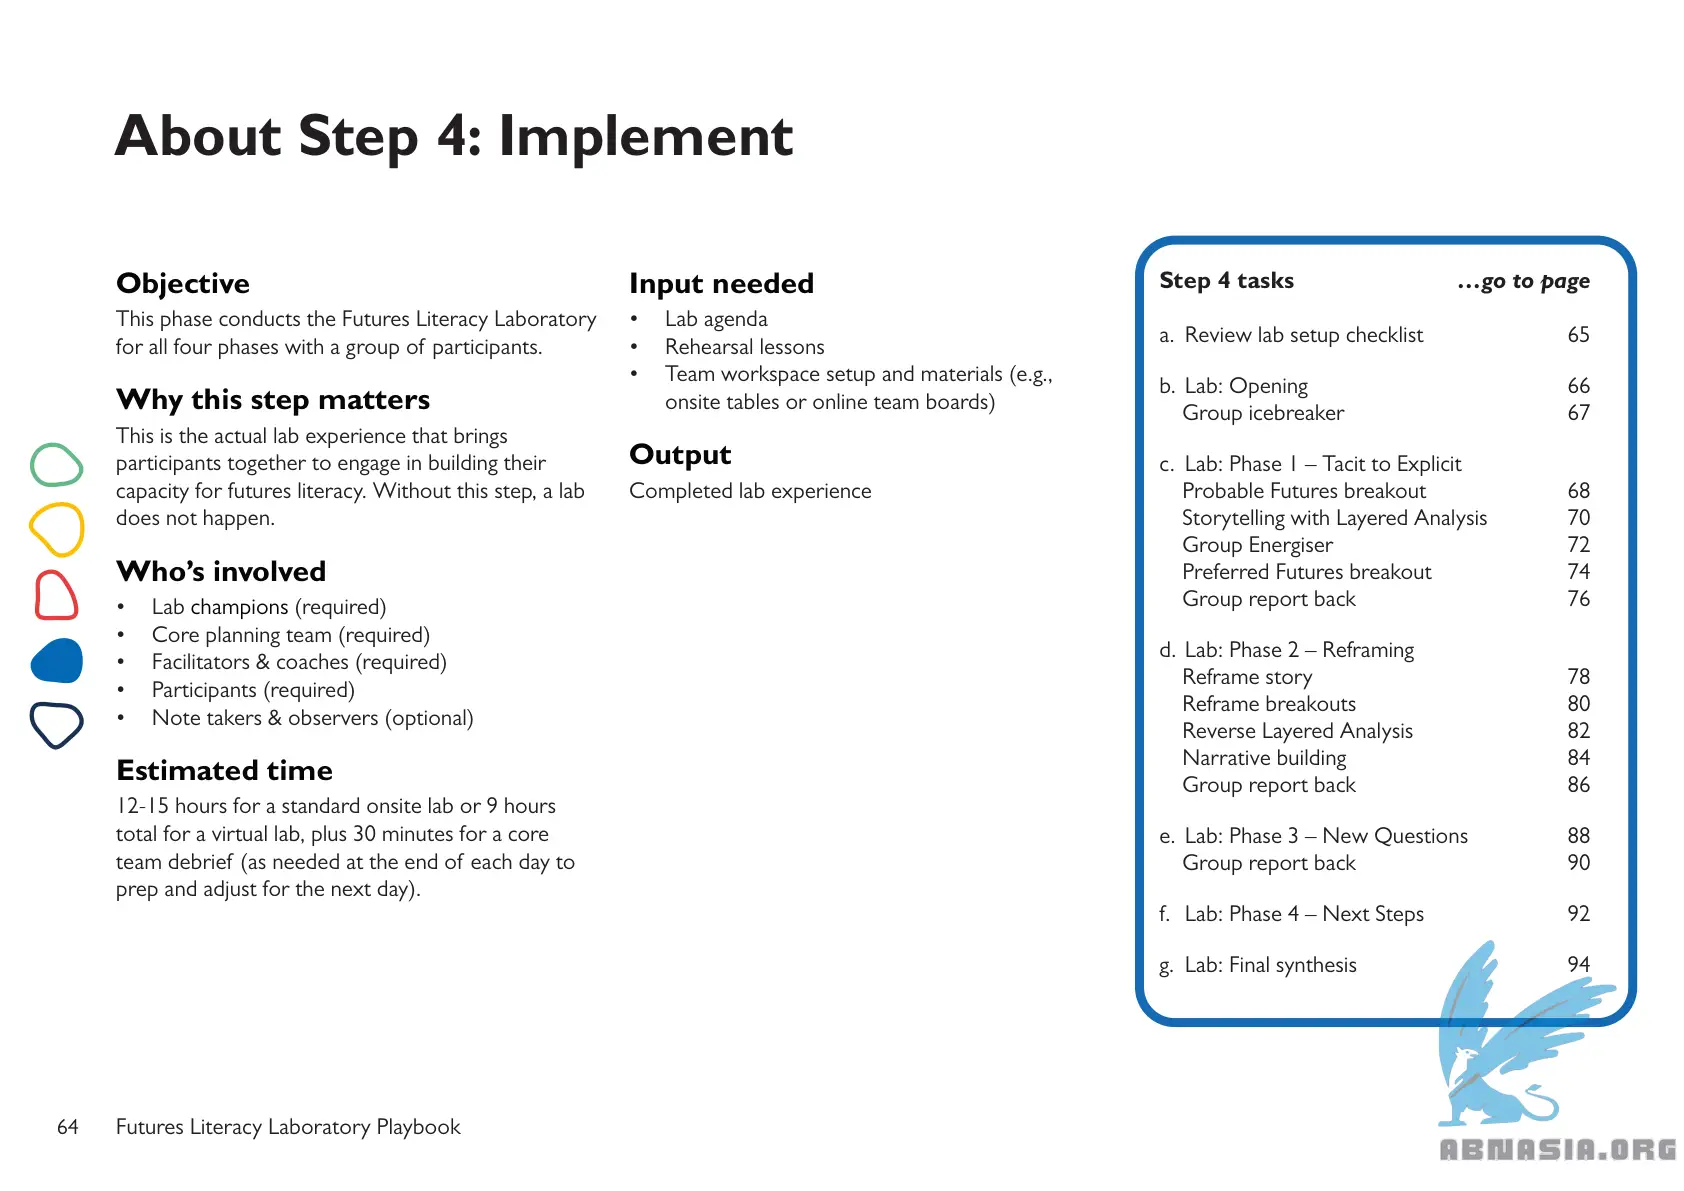 About Step 4: Implement
Objective
This phase conducts the Futures Literacy Laboratory
for all four phases with a group of participants.
Why this step matters
This is the actual lab experience that brings
participants together to engage in building their
capacity for futures literacy. Without this step, a lab
does not happen.
Who’s involved
• Lab champions (required)
• Core planning team (required)
• Facilitators & coaches (required)
• Participants (required)
• Note takers & observers (optional)
Estimated time
12-15 hours for a standard onsite lab or 9 hours
total for a virtual lab, plus 30 minutes for a core
team debrief (as needed at the end of each day to
prep and adjust for the next day).
Input needed
• Lab agenda
• Rehearsal lessons
• Team workspace setup and materials (e.g.,
onsite tables or online team boards)
Output
Completed lab experience
Step 4 tasks …go to page
a. Review lab setup checklist 65
b. Lab: Opening 66
Group icebreaker 67
c. Lab: Phase 1 – Tacit to Explicit
Probable Futures breakout 68
Storytelling with Layered Analysis 70
Group Energiser 72
Preferred Futures breakout 74
Group report back 76
d. Lab: Phase 2 – Reframing
Reframe story 78
Reframe breakouts 80
Reverse Layered Analysis 82
Narrative building 84
Group report back 86
e. Lab: Phase 3 – New Questions 88
Group report back 90
f. Lab: Phase 4 – Next Steps 92
g. Lab: Final synthesis 94
64 Futures Literacy Laboratory Playbook
ABNASIA.ORG